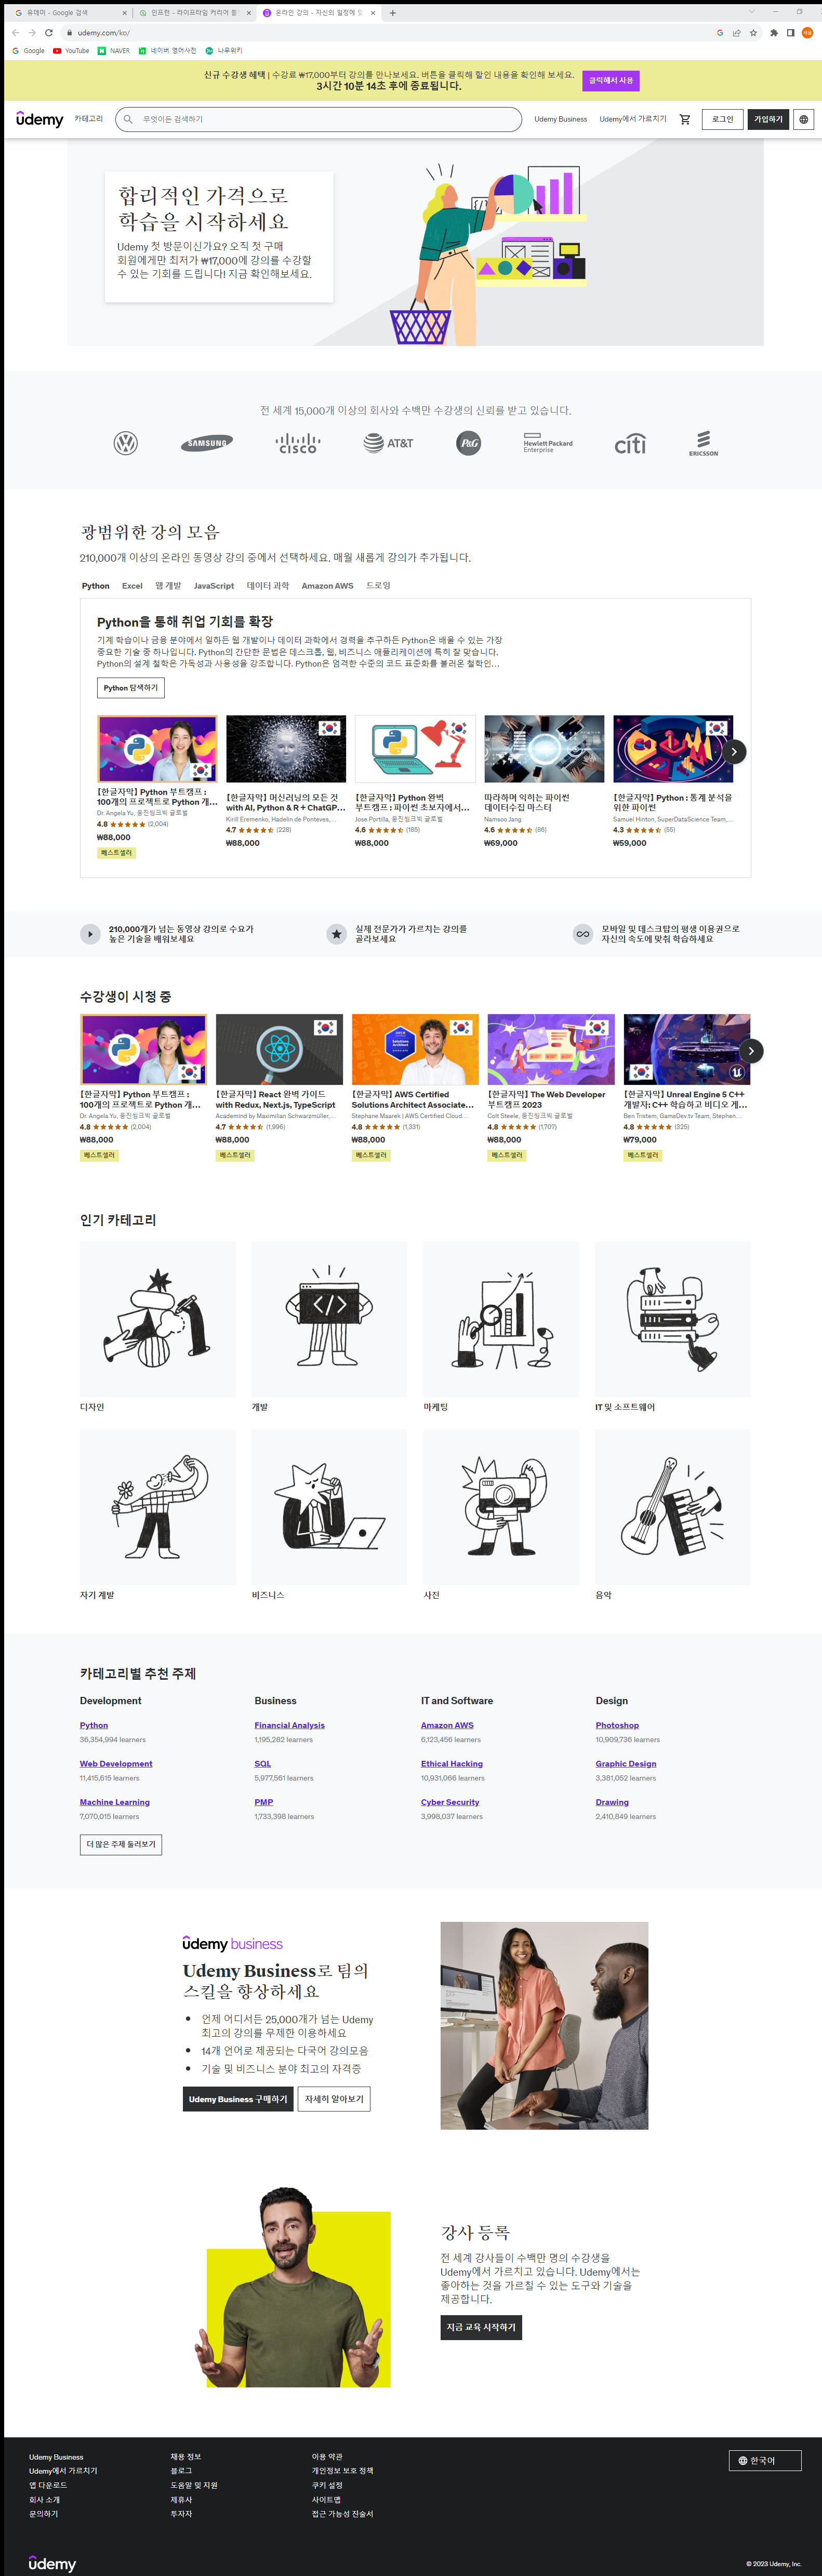 유데미 - Google 검색
인프런 - 라이프타임 커리어 플
온라인 강의 - 자신의 일정에 맞
udemy.com/ko/
Google
YouTube
NAVER
네이버 영어사전
나무위키
신규 수강생 혜택 | 수강료 ₩17,000부터 강의를 만나보세요. 버튼을 클릭해 할인 내용을 확인해 보세요.
3시간 10분 14초 후에 종료됩니다.
클릭해서 사용
udemy
카테고리
무엇이든 검색하기
Udemy Business
Udemy에서 가르치기
로그인
가입하기
합리적인 가격으로
학습을 시작하세요
Udemy 첫 방문이신가요? 오직 첫 구매
회원에게만 최저가 ₩17,000에 강의를 수강할
수 있는 기회를 드립니다! 지금 확인해보세요.
전 세계 15,000개 이상의 회사와 수백만 수강생의 신뢰를 받고 있습니다.
SAMSUNG
CISCO
AT&T
P&G
Hewlett Packard
Enterprise
citi
ERICSSON
광범위한 강의 모음
210,000개 이상의 온라인 동영상 강의 중에서 선택하세요. 매월 새롭게 강의가 추가됩니다.
Python Excel 웹 개발 JavaScript 데이터 과학 Amazon AWS 드로잉
Python을 통해 취업 기회를 확장
기계 학습이나 금융 분야에서 일하든 웹 개발이나 데이터 과학에서 경력을 추구하든 Python은 배울 수 있는 가장
중요한 기술 중 하나입니다. Python의 간단한 문법은 데스크톱, 웹, 비즈니스 애플리케이션에 특히 잘 맞습니다.
Python의 설계 철학은 가독성과 사용성을 강조합니다. Python은 엄격한 수준의 코드 표준화를 불러온 철학인...
Python 탐색하기
【한글자막】 Python 부트캠프 :
100개의 프로젝트로 Python 개...
Dr. Angela Yu, 웅진씽크빅 글로벌
4.8 (2,004)
₩88,000
베스트셀러
【한글자막】 머신러닝의 모든 것
with AI, Python & R + ChatGP...
Kirill Eremenko, Hadelin de Ponteves,...
4.7 (228)
₩88,000
【한글자막】 Python 완벽
부트캠프 : 파이썬 초보자에서...
Jose Portilla, 웅진씽크빅 글로벌
4.6 (185)
₩88,000
따라하며 익히는 파이썬
데이터수집 마스터
Namsoo Jang
4.6 (86)
₩69,000
【한글자막】 Python : 통계 분석을
위한 파이썬
Samuel Hinton, SuperDataScience Team,...
4.3 (55)
₩59,000
210,000개가 넘는 동영상 강의로 수요가
높은 기술을 배워보세요
실제 전문가가 가르치는 강의를
골라보세요
모바일 및 데스크탑의 평생 이용권으로
자신의 속도에 맞춰 학습하세요
수강생이 시청 중
【한글자막】 Python 부트캠프 :
100개의 프로젝트로 Python 개...
Dr. Angela Yu, 웅진씽크빅 글로벌
4.8 (2,004)
₩88,000
베스트셀러
【한글자막】 React 완벽 가이드
with Redux, Next.js, TypeScript
Academind by Maximilian Schwarzmüller,...
4.7 (1,996)
₩88,000
베스트셀러
【한글자막】 AWS Certified
Solutions Architect Associate...
Stephane Maarek | AWS Certified Cloud...
4.8 (1,331)
₩88,000
베스트셀러
【한글자막】 The Web Developer
부트캠프 2023
Colt Steele, 웅진씽크빅 글로벌
4.8 (1,707)
₩88,000
베스트셀러
【한글자막】 Unreal Engine 5 C++
개발자: C++ 학습하고 비디오 게...
Ben Tristem, GameDev.tv Team, Stephen...
4.8 (325)
₩79,000
베스트셀러
인기 카테고리
디자인
개발
마케팅
IT 및 소프트웨어
자기 계발
비즈니스
사진
음악
카테고리별 추천 주제
Development
Python
36,354,994 learners
Web Development
11,415,615 learners
Machine Learning
7,070,015 learners
Business
Financial Analysis
1,195,282 learners
SQL
5,977,561 learners
PMP
1,733,398 learners
IT and Software
Amazon AWS
6,123,456 learners
Ethical Hacking
10,931,066 learners
Cyber Security
3,998,037 learners
Design
Photoshop
10,909,736 learners
Graphic Design
3,381,052 learners
Drawing
2,410,849 learners
더 많은 주제 둘러보기
udemy business
Udemy Business로 팀의
스킬을 향상하세요
언제 어디서든 25,000개가 넘는 Udemy
최고의 강의를 무제한 이용하세요
14개 언어로 제공되는 다국어 강의모음
기술 및 비즈니스 분야 최고의 자격증
Udemy Business 구매하기
자세히 알아보기
강사 등록
전 세계 강사들이 수백만 명의 수강생을
Udemy에서 가르치고 있습니다. Udemy에서는
좋아하는 것을 가르칠 수 있는 도구와 기술을
제공합니다.
지금 교육 시작하기
Udemy Business
Udemy에서 가르치기
앱 다운로드
회사 소개
문의하기
채용 정보
블로그
도움말 및 지원
제휴사
투자자
이용 약관
개인정보 보호 정책
쿠키 설정
사이트맵
접근 가능성 진술서
한국어
udemy
© 2023 Udemy, Inc.